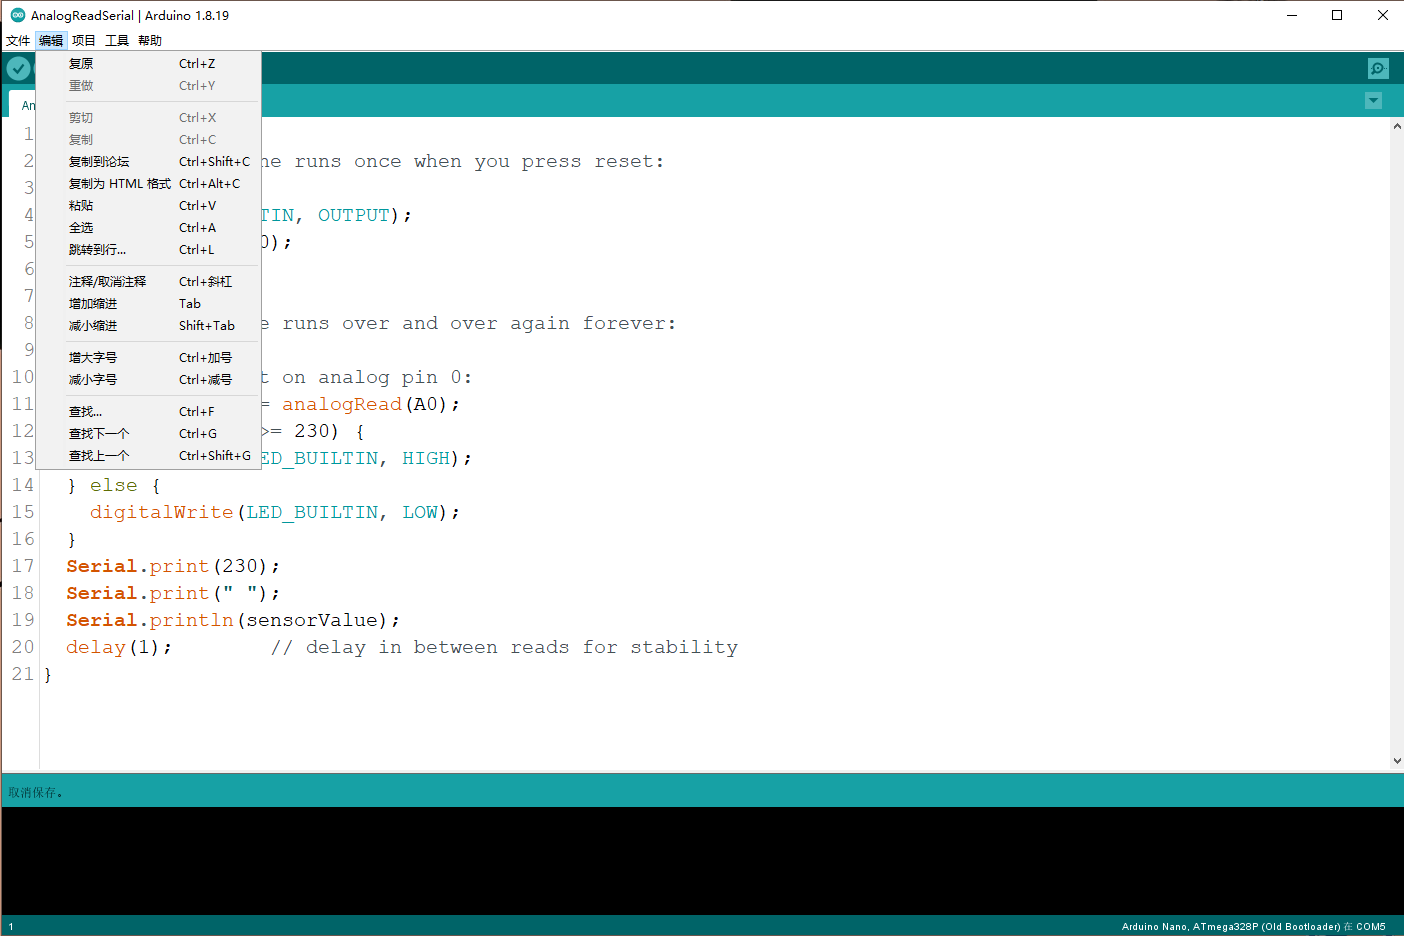 AnalogReadSerial | Arduino 1.8.19
文件 编辑 项目 工具 帮助
复原 Ctrl+Z
重做 Ctrl+Y
剪切 Ctrl+X
复制 Ctrl+C
复制到论坛 Ctrl+Shift+C
复制为 HTML 格式 Ctrl+Alt+C
粘贴 Ctrl+V
全选 Ctrl+A
跳转到行... Ctrl+L
注释/取消注释 Ctrl+斜杠
增加缩进 Tab
减小缩进 Shift+Tab
增大字号 Ctrl+加号
减小字号 Ctrl+减号
查找... Ctrl+F
查找下一个 Ctrl+G
查找上一个 Ctrl+Shift+G
An
1
2 ne runs once when you press reset:
3
4 TIN, OUTPUT);
5 0);
6
7
8 e runs over and over again forever:
9
10 t on analog pin 0:
11 = analogRead(A0);
12 >= 230) {
13 ED_BUILTIN, HIGH);
14 } else {
15 digitalWrite(LED_BUILTIN, LOW);
16 }
17 Serial.print(230);
18 Serial.print(" ");
19 Serial.println(sensorValue);
20 delay(1); // delay in between reads for stability
21 }
取消保存。
1 Arduino Nano, ATmega328P (Old Bootloader) 在 COM5